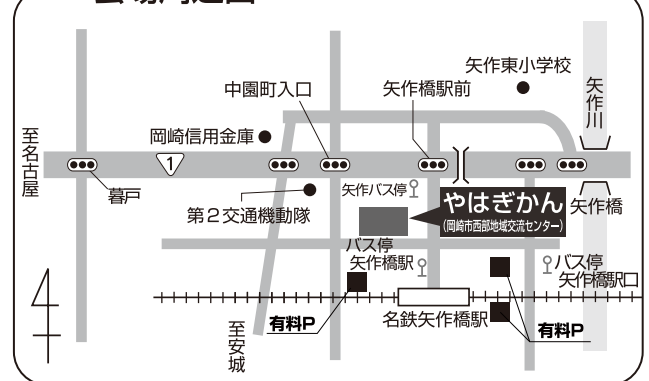 会場周辺図
矢作東小学校
中園町入口
矢作橋駅前
矢作川
岡崎信用金庫
至名古屋
1
暮戸
第2交通機動隊
矢作バス停
やはぎかん
(岡崎市西部地域交流センター)
矢作橋
バス停
矢作橋駅
バス停
矢作橋駅口
有料P
名鉄矢作橋駅
有料P
至安城